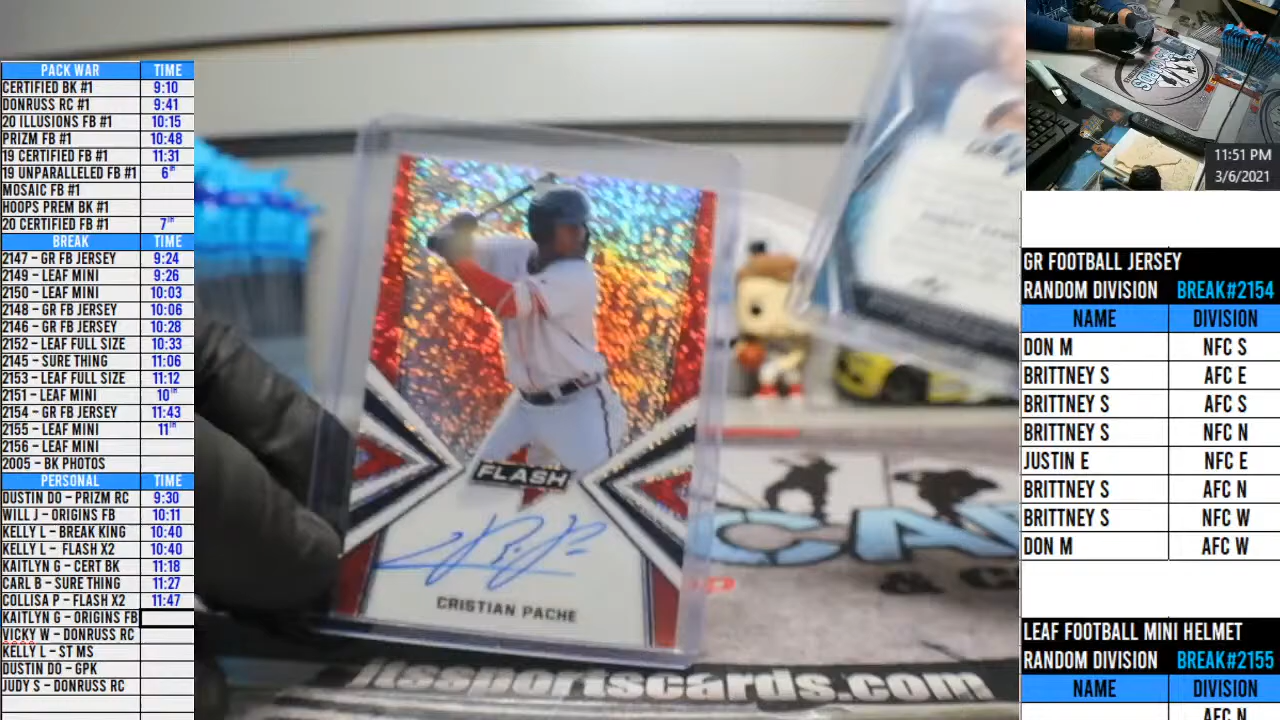 PACK WAR TIME
CERTIFIED BK #1 9:10
DONRUSS RC #1 9:41
20 ILLUSIONS FB #1 10:15
PRIZM FB #1 10:48
19 CERTIFIED FB #1 11:31
19 UNPARALLELED FB #1 6TH
MOSAIC FB #1
HOOPS PREM BK #1
20 CERTIFIED FB #1 7TH
BREAK TIME
2147 - GR FB JERSEY 9:24
2149 - LEAF MINI 9:26
2150 - LEAF MINI 10:03
2148 - GR FB JERSEY 10:06
2146 - GR FB JERSEY 10:28
2152 - LEAF FULL SIZE 10:33
2145 - SURE THING 11:06
2153 - LEAF FULL SIZE 11:12
2151 - LEAF MINI 10TH
2154 - GR FB JERSEY 11:43
2155 - LEAF MINI 11TH
2156 - LEAF MINI
2005 - BK PHOTOS
PERSONAL TIME
DUSTIN DO - PRIZM RC 9:30
WILL J - ORIGINS FB 10:11
KELLY L - BREAK KING 10:40
KELLY L - FLASH X2 10:40
KAITLYN G - CERT BK 11:18
CARL B - SURE THING 11:27
COLLISA P - FLASH X2 11:47
KAITLYN G - ORIGINS FB
VICKY W - DONRUSS RC
KELLY L - ST MS
DUSTIN DO - GPK
JUDY S - DONRUSS RC
FLASH
CRISTIAN PACHE
jtssportscards.com
11:51 PM
3/6/2021
GR FOOTBALL JERSEY
RANDOM DIVISION BREAK#2154
NAME DIVISION
DON M NFC S
BRITTNEY S AFC E
BRITTNEY S AFC S
BRITTNEY S NFC N
JUSTIN E NFC E
BRITTNEY S AFC N
BRITTNEY S NFC W
DON M AFC W
LEAF FOOTBALL MINI HELMET
RANDOM DIVISION BREAK#2155
NAME DIVISION
AFC N